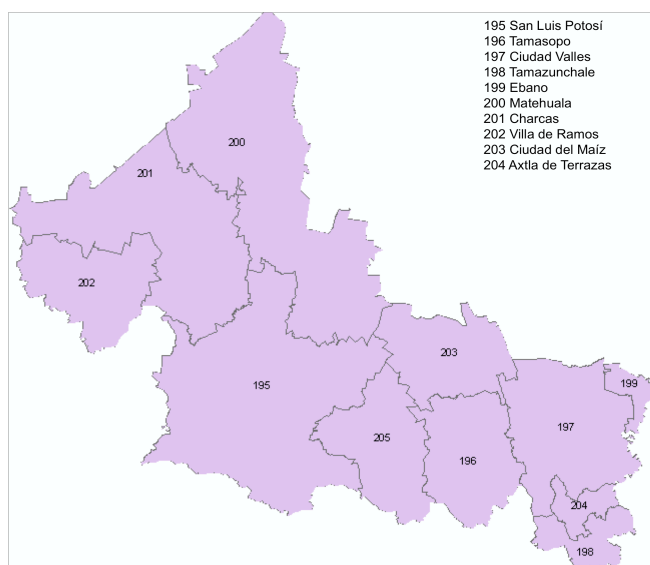 195 San Luis Potosí
196 Tamasopo
197 Ciudad Valles
198 Tamazunchale
199 Ebano
200 Matehuala
201 Charcas
202 Villa de Ramos
203 Ciudad del Maíz
204 Axtla de Terrazas
200
201
202
203
195
199
197
205
196
204
198